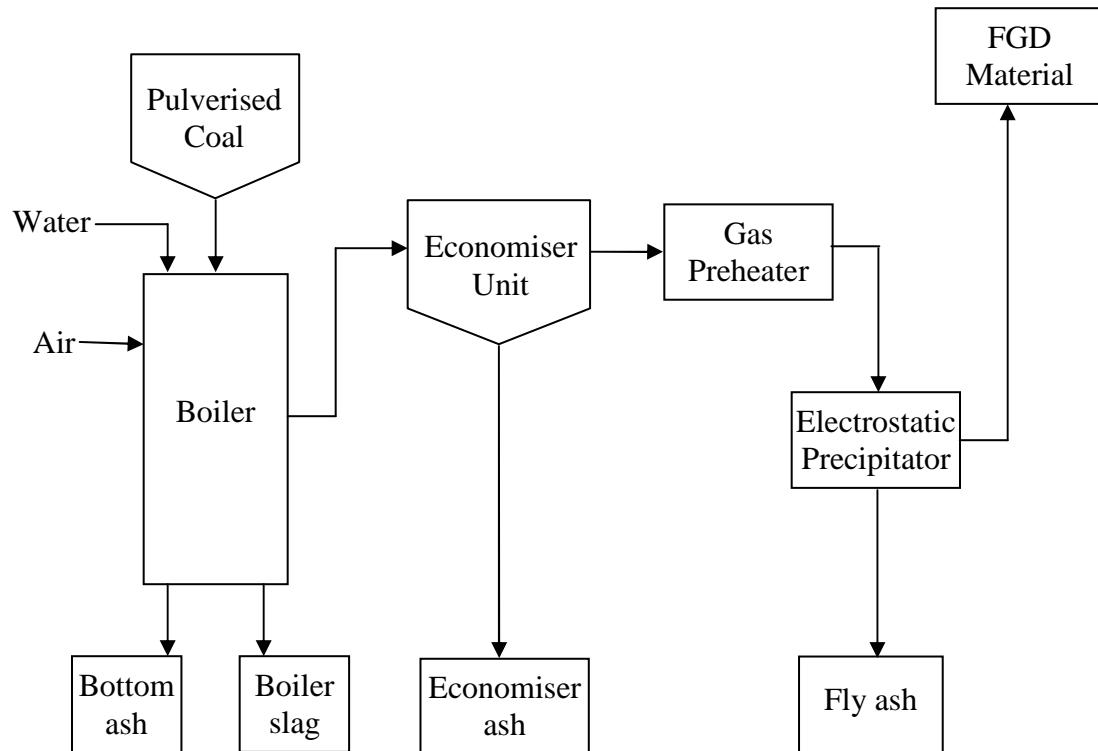 FGD
Material
Pulverised
Coal
Water
Economiser
Unit
Gas
Preheater
Air
Boiler
Electrostatic
Precipitator
Bottom
ash
Boiler
slag
Economiser
ash
Fly ash